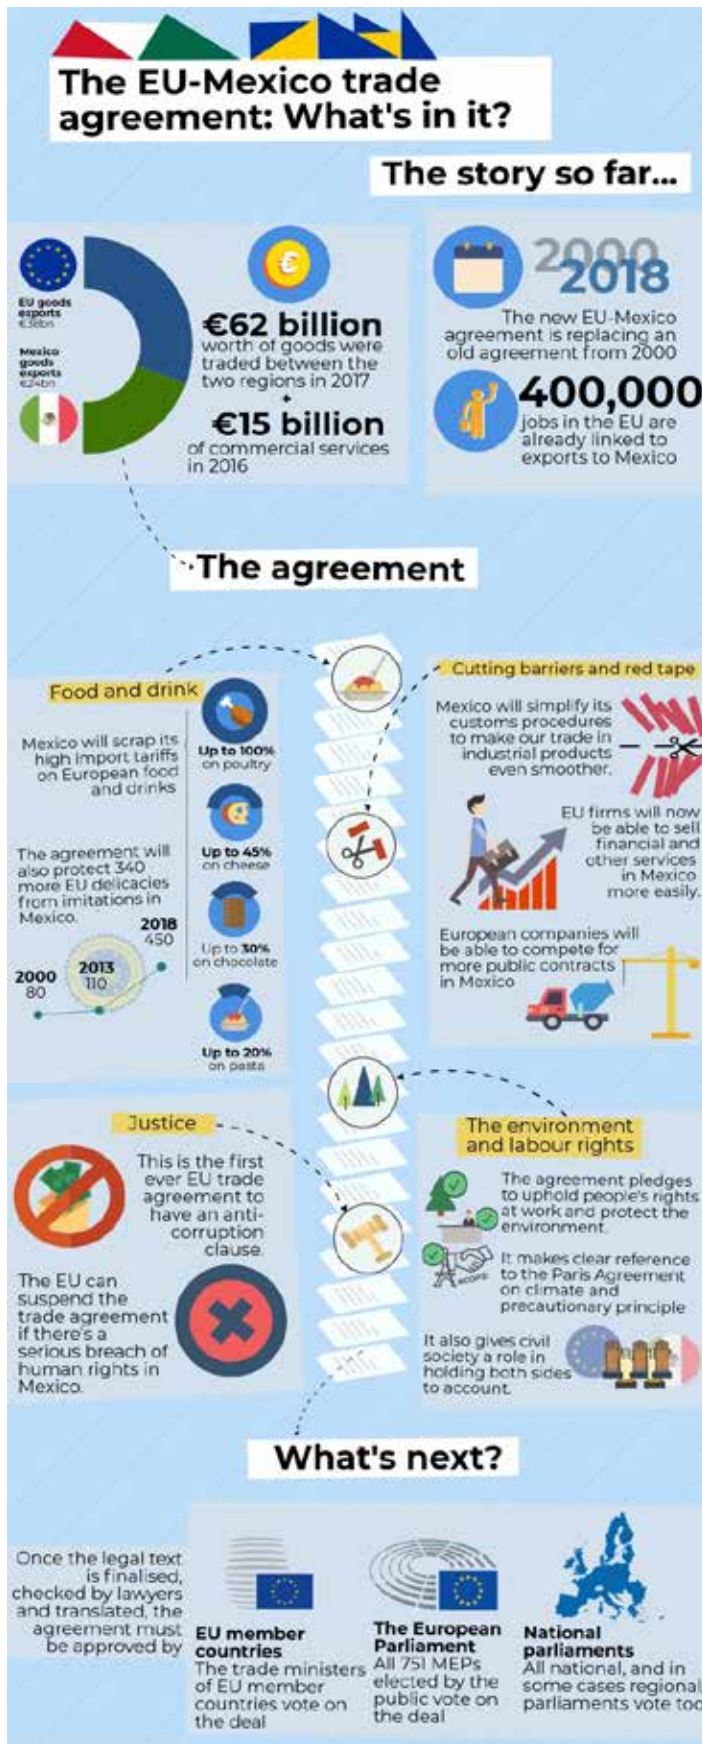 The EU-Mexico trade
agreement: What's in it?
The story so far...
EU goods
exports
€38bn
Mexico
goods
exports
€24bn
€62 billion
worth of goods were
traded between the
two regions in 2017
+
€15 billion
of commercial services
in 2016
2000
2018
The new EU-Mexico
agreement is replacing an
old agreement from 2000
400,000
jobs in the EU are
already linked to
exports to Mexico
The agreement
Food and drink
Mexico will scrap its
high import tariffs
on European food
and drinks
Up to 100%
on poultry
Up to 45%
on cheese
Up to 30%
on chocolate
Up to 20%
on pasta
The agreement will
also protect 340
more EU delicacies
from imitations in
Mexico.
2018
450
2013
110
2000
80
Cutting barriers and red tape
Mexico will simplify its
customs procedures
to make our trade in
industrial products
even smoother.
EU firms will now
be able to sell
financial and
other services
in Mexico
more easily.
European companies will
be able to compete for
more public contracts
in Mexico
Justice
This is the first
ever EU trade
agreement to
have an anti-
corruption
clause.
The EU can
suspend the
trade agreement
if there's a
serious breach of
human rights in
Mexico.
The environment
and labour rights
The agreement pledges
to uphold people's rights
at work and protect the
environment.
It makes clear reference
to the Paris Agreement
on climate and
precautionary principle
It also gives civil
society a role in
holding both sides
to account.
What's next?
Once the legal text
is finalised,
checked by lawyers
and translated, the
agreement must
be approved by
EU member
countries
The trade ministers
of EU member
countries vote on
the deal
The European
Parliament
All 751 MEPs
elected by the
public vote on
the deal
National
parliaments
All national, and in
some cases regional,
parliaments vote too